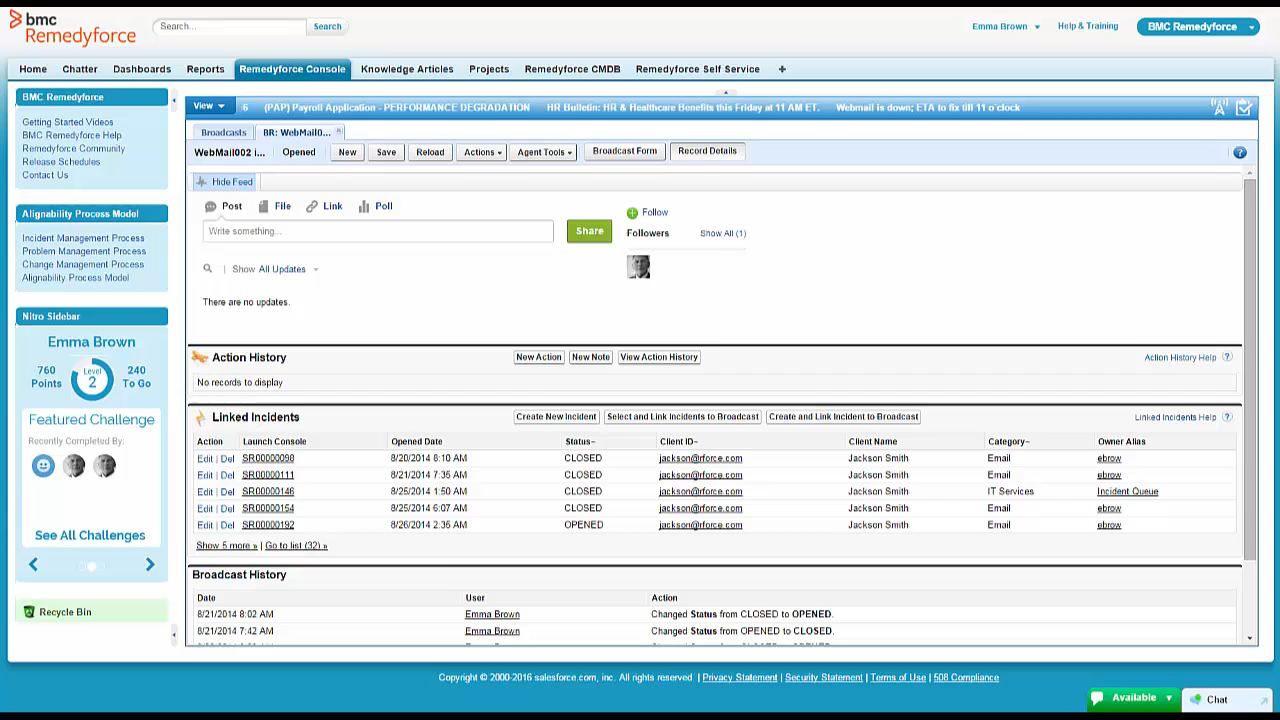 bmc
Remedyforce
Search...
Search
Emma Brown
Help & Training
BMC Remedyforce
Home Chatter Dashboards Reports Remedyforce Console Knowledge Articles Projects Remedyforce CMDB Remedyforce Self Service +
BMC Remedyforce
Getting Started Videos
BMC Remedyforce Help
Remedyforce Community
Release Schedules
Contact Us
Alignability Process Model
Incident Management Process
Problem Management Process
Change Management Process
Alignability Process Model
Nitro Sidebar
Emma Brown
760 Points
Level 2
240 To Go
Featured Challenge
Recently Completed By:
See All Challenges
Recycle Bin
View 6 (PAP) Payroll Application - PERFORMANCE DEGRADATION HR Bulletin: HR & Healthcare Benefits this Friday at 11 AM ET. Webmail is down; ETA to fix till 11 o'clock
Broadcasts BR: WebMail0...
WebMail002 i... Opened New Save Reload Actions Agent Tools Broadcast Form Record Details
Hide Feed
Post File Link Poll
Write something... Share
Follow
Followers Show All (1)
Show All Updates
There are no updates.
Action History New Action New Note View Action History Action History Help
No records to display
Linked Incidents Create New Incident Select and Link Incidents to Broadcast Create and Link Incident to Broadcast Linked Incidents Help
Action Launch Console Opened Date Status~ Client ID~ Client Name Category~ Owner Alias
Edit | Del SR00000098 8/20/2014 8:10 AM CLOSED jackson@rforce.com Jackson Smith Email ebrow
Edit | Del SR00000111 8/21/2014 7:35 AM CLOSED jackson@rforce.com Jackson Smith Email ebrow
Edit | Del SR00000146 8/25/2014 1:50 AM CLOSED jackson@rforce.com Jackson Smith IT Services Incident Queue
Edit | Del SR00000154 8/25/2014 6:07 AM CLOSED jackson@rforce.com Jackson Smith Email ebrow
Edit | Del SR00000192 8/26/2014 2:35 AM OPENED jackson@rforce.com Jackson Smith Email ebrow
Show 5 more » | Go to list (32) »
Broadcast History
Date User Action
8/21/2014 8:02 AM Emma Brown Changed Status from CLOSED to OPENED.
8/21/2014 7:42 AM Emma Brown Changed Status from OPENED to CLOSED.
Copyright © 2000-2016 salesforce.com, inc. All rights reserved | Privacy Statement | Security Statement | Terms of Use | 508 Compliance
Available
Chat